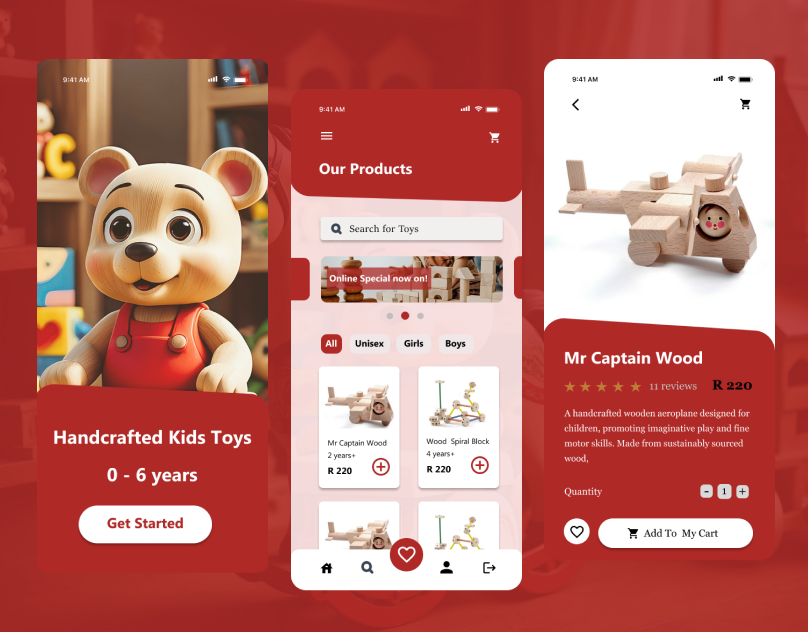 9:41 AM
Handcrafted Kids Toys
0 - 6 years
Get Started
9:41 AM
Our Products
Search for Toys
Online Special now on!
All Unisex Girls Boys
Mr Captain Wood
2 years+
R 220
Wood Spiral Block
4 years+
R 220
9:41 AM
Mr Captain Wood
11 reviews R 220
A handcrafted wooden aeroplane designed for
children, promoting imaginative play and fine
motor skills. Made from sustainably sourced
wood,
Quantity - 1 +
Add To My Cart